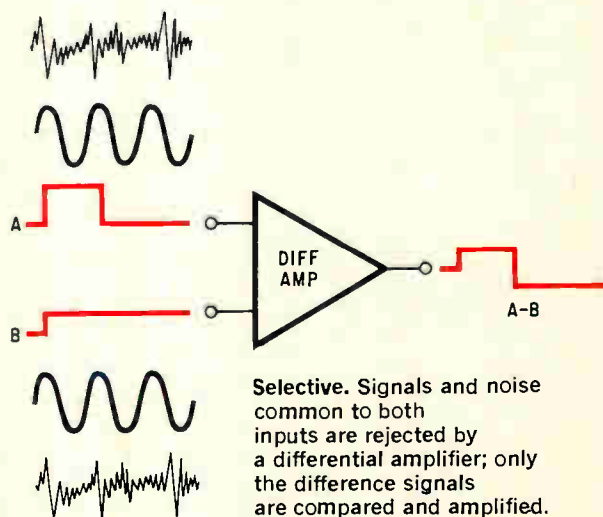 A
DIFF
AMP
A-B
B
Selective. Signals and noise
common to both
inputs are rejected by
a differential amplifier; only
the difference signals
are compared and amplified.